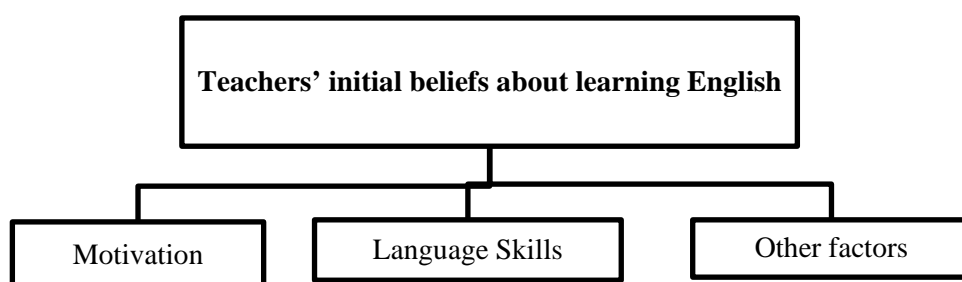 Teachers’ initial beliefs about learning English
Motivation
Language Skills
Other factors